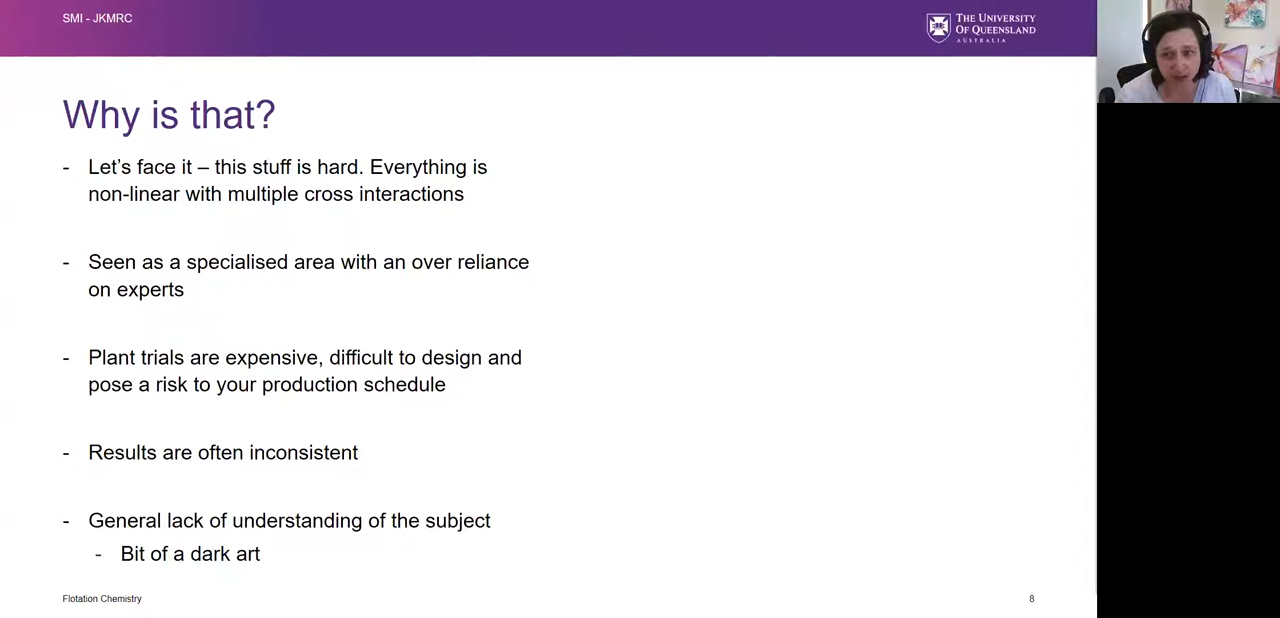 SMI - JKMRC
THE UNIVERSITY
OF QUEENSLAND
AUSTRALIA
Why is that?
- Let's face it – this stuff is hard. Everything is
non-linear with multiple cross interactions
- Seen as a specialised area with an over reliance
on experts
- Plant trials are expensive, difficult to design and
pose a risk to your production schedule
- Results are often inconsistent
- General lack of understanding of the subject
- Bit of a dark art
Flotation Chemistry
8